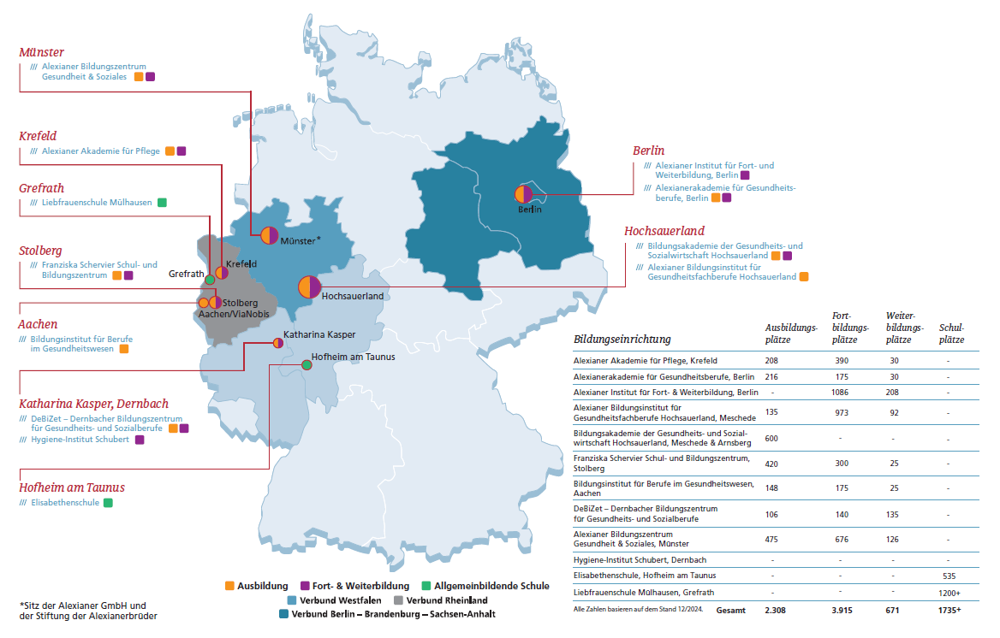 Münster
/// Alexianer Bildungszentrum
Gesundheit & Soziales
Krefeld
/// Alexianer Akademie für Pflege
Grefrath
/// Liebfrauenschule Mülhausen
Stolberg
/// Franziska Schervier Schul- und
Bildungszentrum
Aachen
/// Bildungsinstitut für Berufe
im Gesundheitswesen
Katharina Kasper, Dernbach
/// DeBiZet – Dernbacher Bildungszentrum
für Gesundheits- und Sozialberufe
/// Hygiene-Institut Schubert
Hofheim am Taunus
/// Elisabethenschule
*Sitz der Alexianer GmbH und
der Stiftung der Alexianerbrüder
Berlin
Münster*
Krefeld
Grefrath
Hochsauerland
Stolberg
Aachen/ViaNobis
Katharina Kasper
Hofheim am Taunus
Ausbildung Fort- & Weiterbildung Allgemeinbildende Schule
Verbund Westfalen Verbund Rheinland
Verbund Berlin – Brandenburg – Sachsen-Anhalt
Berlin
/// Alexianer Institut für Fort- und
Weiterbildung, Berlin
/// Alexianerakademie für Gesundheits-
berufe, Berlin
Hochsauerland
/// Bildungsakademie der Gesundheits- und
Sozialwirtschaft Hochsauerland
/// Alexianer Bildungsinstitut für
Gesundheitsfachberufe Hochsauerland
Bildungseinrichtung
Ausbildungs-
plätze
Fort-
bildungs-
plätze
Weiter-
bildungs-
plätze
Schul-
plätze
Alexianer Akademie für Pflege, Krefeld 208 390 30 -
Alexianerakademie für Gesundheitsberufe, Berlin 216 175 30 -
Alexianer Institut für Fort- & Weiterbildung, Berlin - 1086 208 -
Alexianer Bildungsinstitut für
Gesundheitsfachberufe Hochsauerland, Meschede 135 973 92 -
Bildungsakademie der Gesundheits- und Sozial-
wirtschaft Hochsauerland, Meschede & Arnsberg 600 - - -
Franziska Schervier Schul- und Bildungszentrum,
Stolberg 420 300 25 -
Bildungsinstitut für Berufe im Gesundheitswesen,
Aachen 148 175 25 -
DeBiZet – Dernbacher Bildungszentrum
für Gesundheits- und Sozialberufe 106 140 135 -
Alexianer Bildungszentrum
Gesundheit & Soziales, Münster 475 676 126 -
Hygiene-Institut Schubert, Dernbach - - - -
Elisabethenschule, Hofheim am Taunus - - - 535
Liebfrauenschule Mülhausen, Grefrath - - - 1200+
Alle Zahlen basieren auf dem Stand 12/2024. Gesamt 2.308 3.915 671 1735+